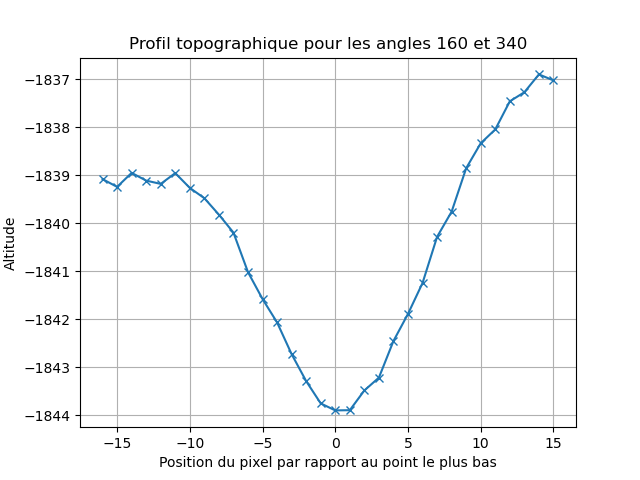 Profil topographique pour les angles 160 et 340
Altitude
−1837
−1838
−1839
−1840
−1841
−1842
−1843
−1844
−15 −10 −5 0 5 10 15
Position du pixel par rapport au point le plus bas